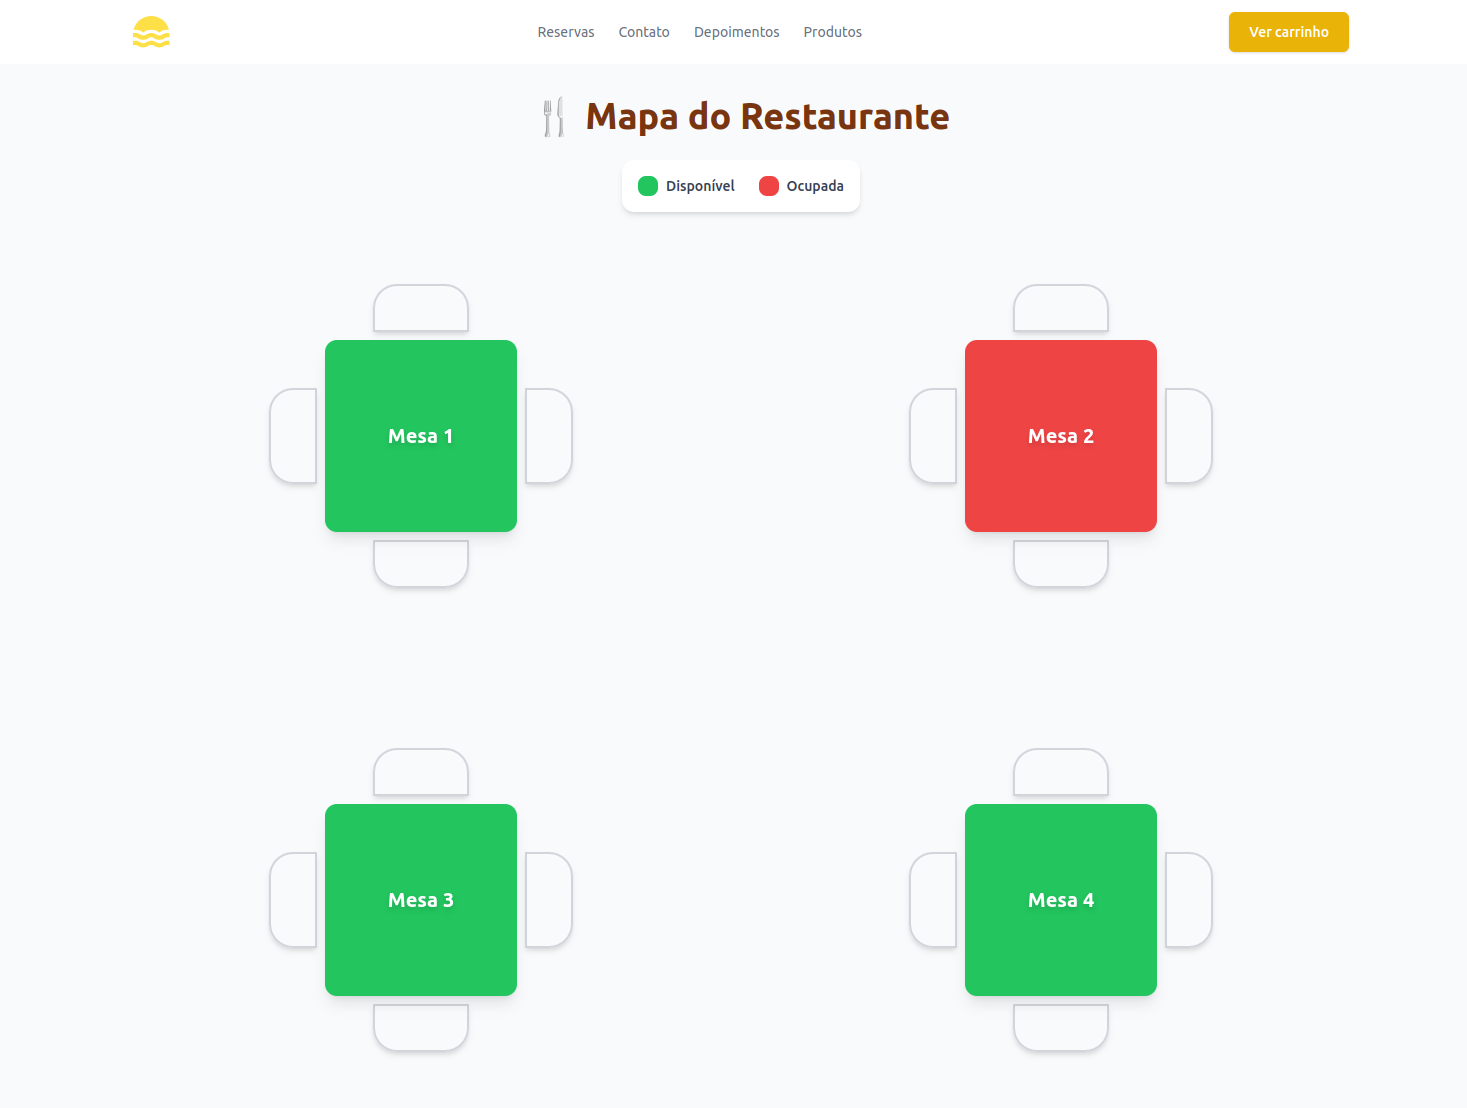 Reservas Contato Depoimentos Produtos Ver carrinho
🍴 Mapa do Restaurante
Disponível Ocupada
Mesa 1 Mesa 2
Mesa 3 Mesa 4